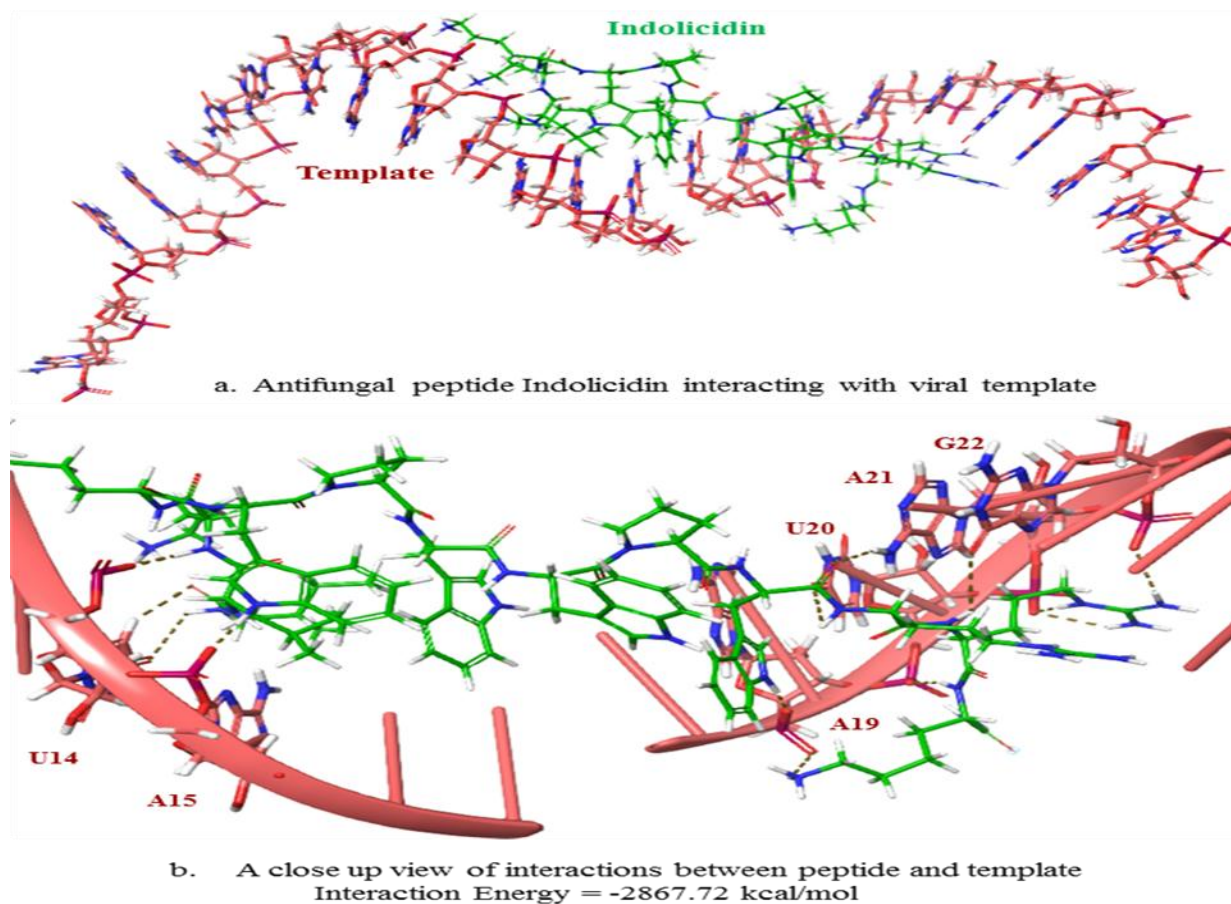 Indolicidin
Template
a. Antifungal peptide Indolicidin interacting with viral template
G22
A21
U20
A19
U14
A15
b. A close up view of interactions between peptide and template
Interaction Energy = -2867.72 kcal/mol